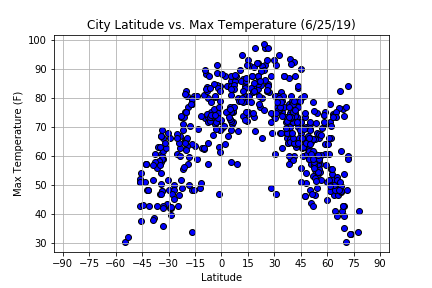 City Latitude vs. Max Temperature (6/25/19)
100
90
80
70
60
50
40
30
Max Temperature (F)
−90 −75 −60 −45 −30 −15 0 15 30 45 60 75 90
Latitude